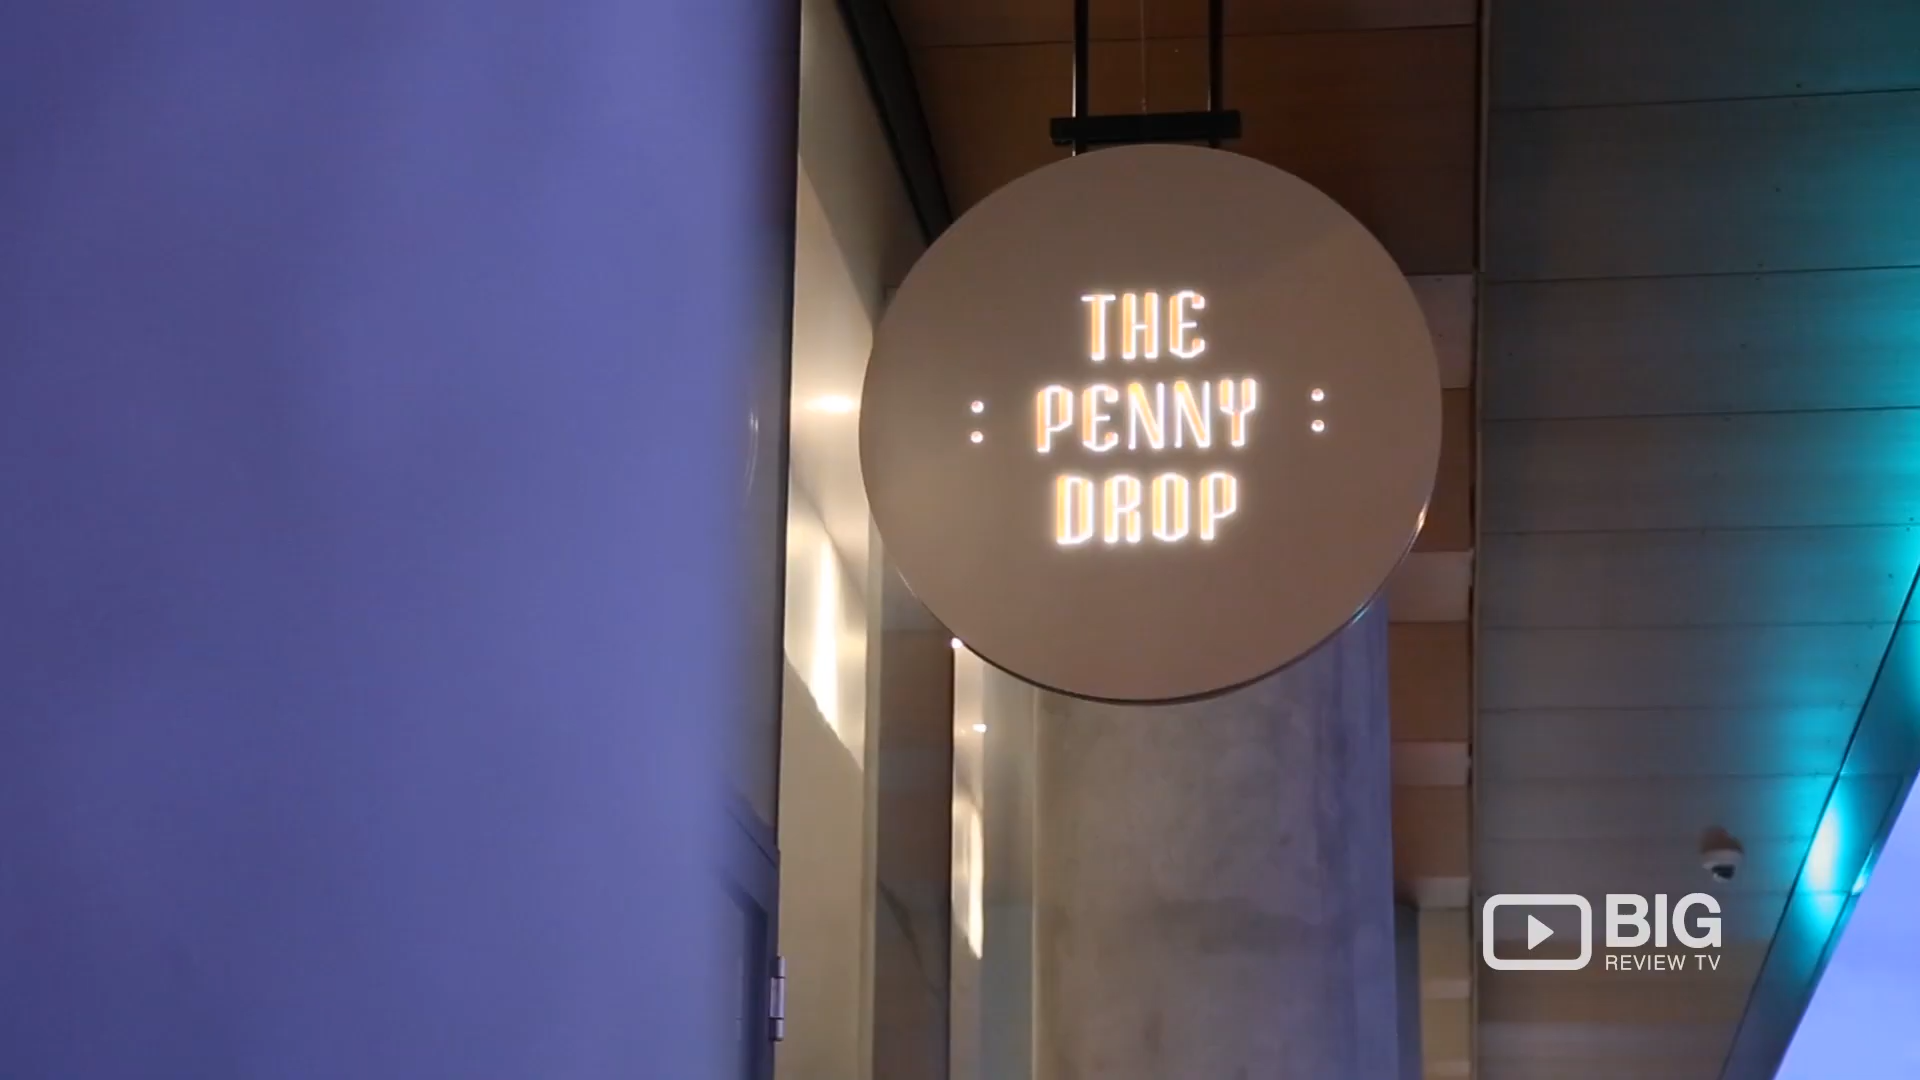 THE
: PENNY :
DROP
BIG
REVIEW TV